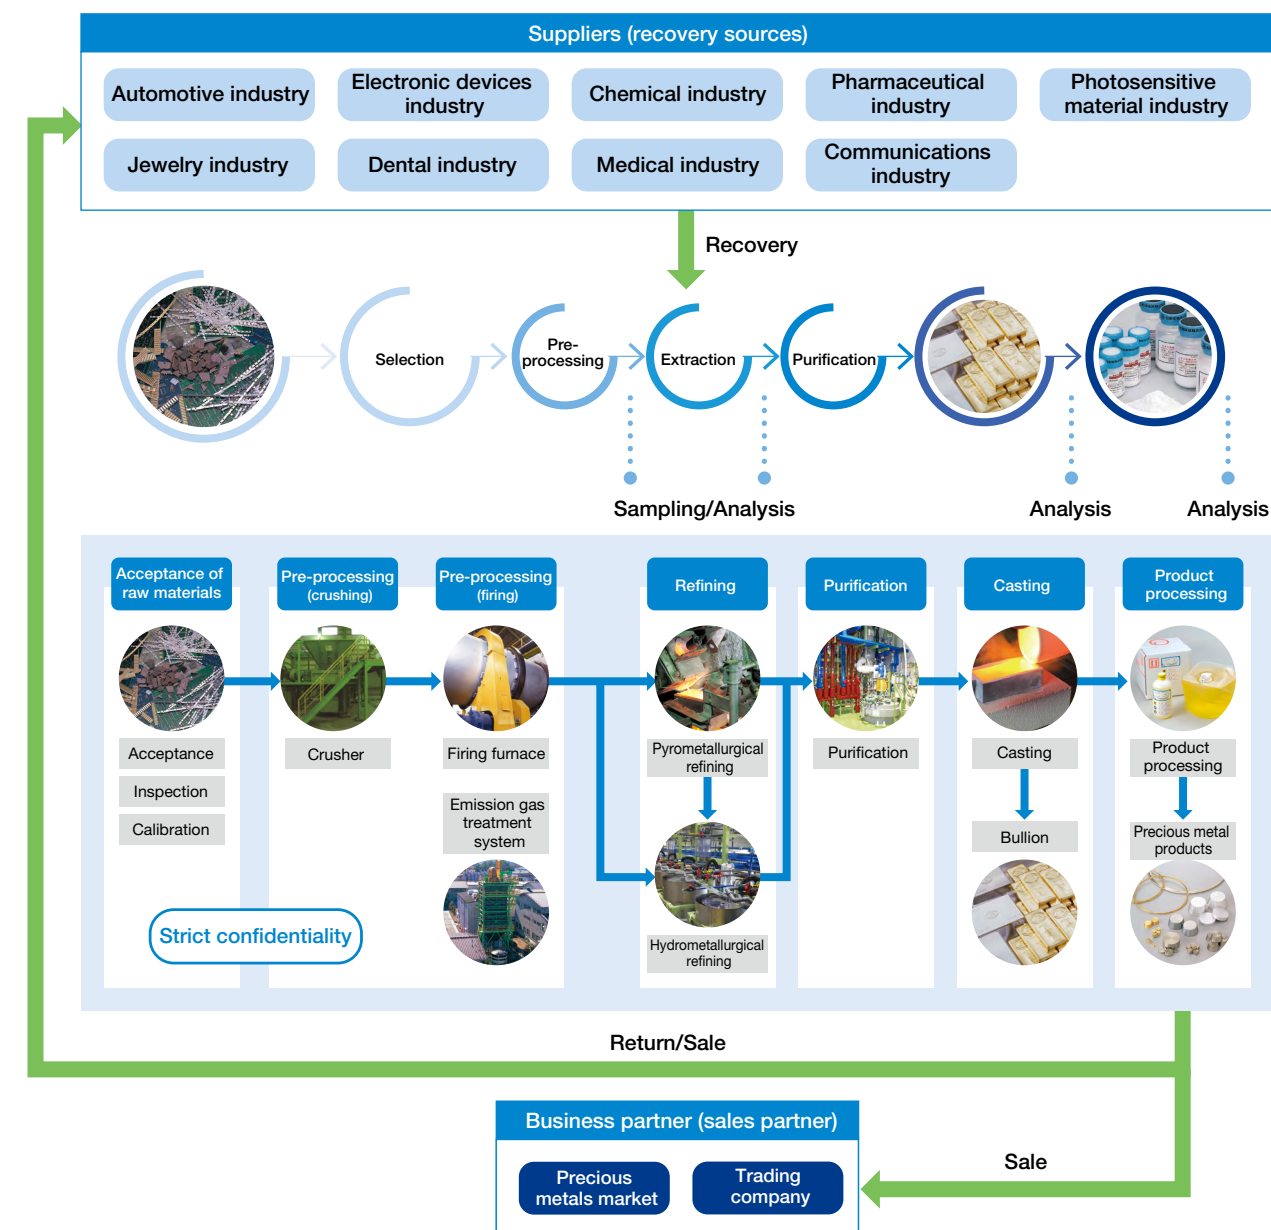 Suppliers (recovery sources)
Automotive industry
Electronic devices
industry
Chemical industry
Pharmaceutical
industry
Photosensitive
material industry
Jewelry industry
Dental industry
Medical industry
Communications
industry
Recovery
Selection
Pre-
processing
Extraction
Purification
Sampling/Analysis
Analysis
Analysis
Acceptance of
raw materials
Pre-processing
(crushing)
Pre-processing
(firing)
Refining
Purification
Casting
Product
processing
Acceptance
Inspection
Calibration
Crusher
Firing furnace
Emission gas
treatment
system
Pyrometallurgical
refining
Hydrometallurgical
refining
Purification
Casting
Bullion
Product
processing
Precious metal
products
Strict confidentiality
Return/Sale
Business partner (sales partner)
Precious
metals market
Trading
company
Sale